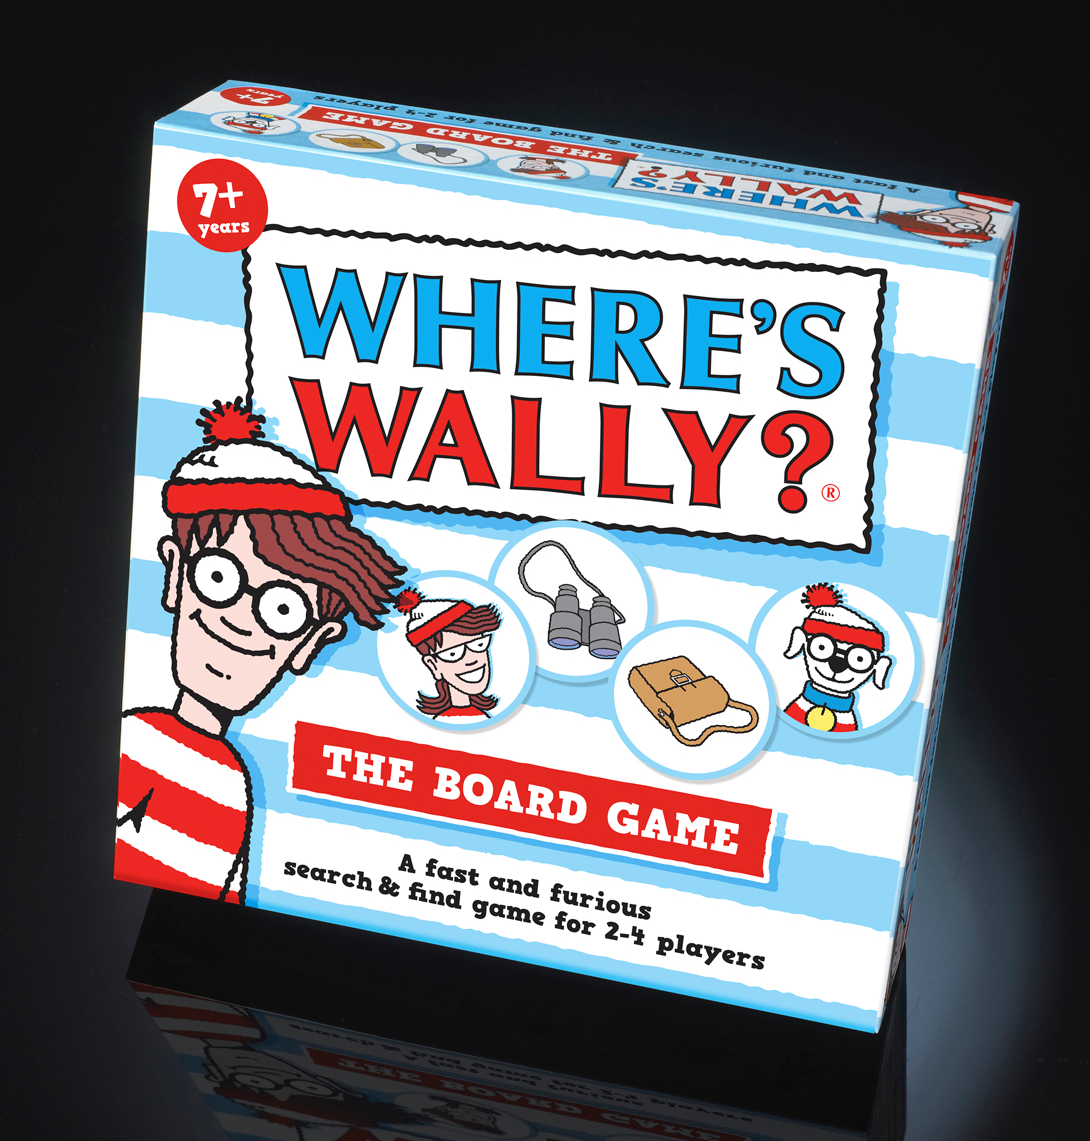 7+
years
A fast and furious search & find game for 2-4 players
THE BOARD GAME
WHERE'S
WALLY?
7+
years
WHERE'S
WALLY?®
THE BOARD GAME
A fast and furious
search & find game for 2-4 players